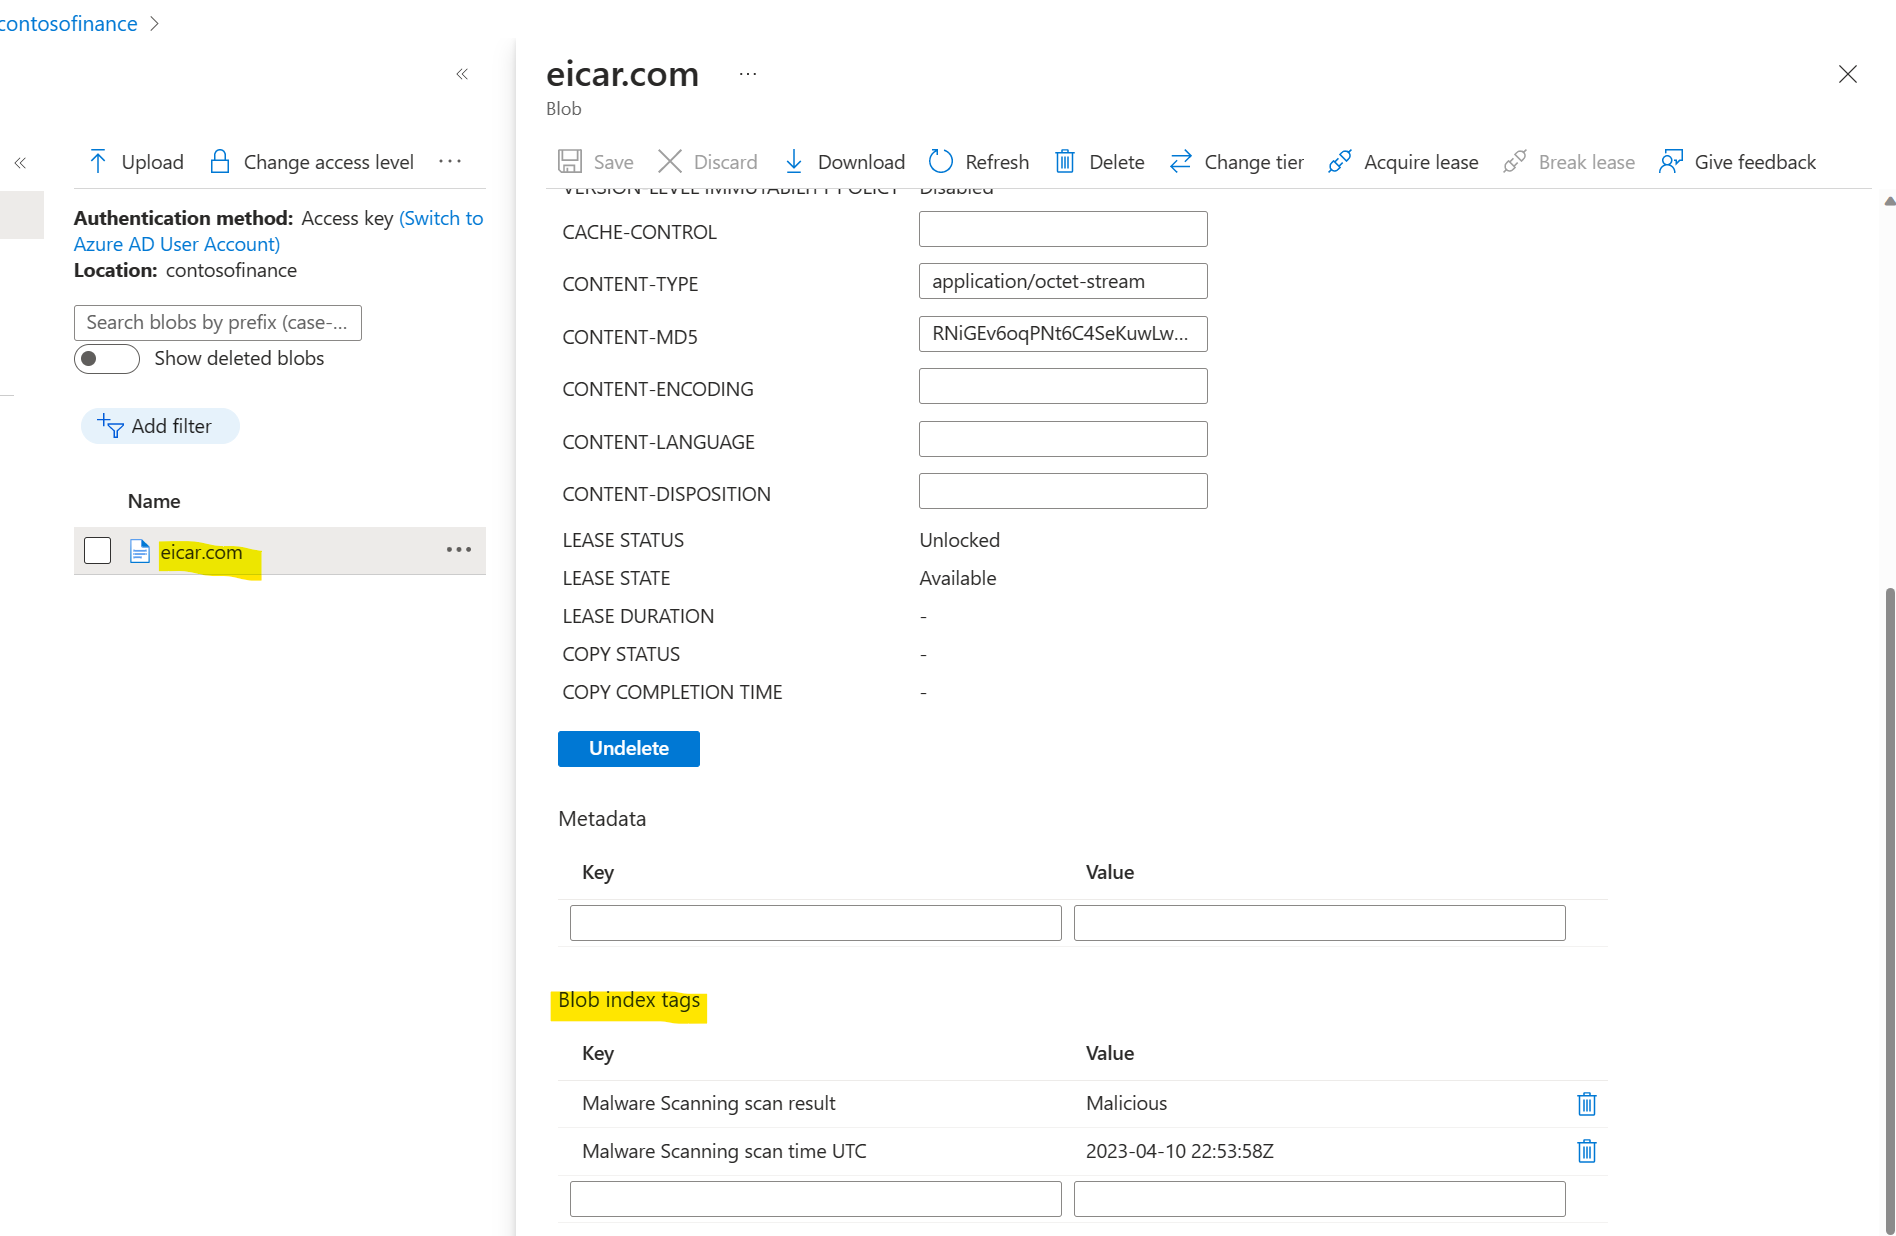 contosofinance
Upload
Change access level
Authentication method: Access key (Switch to
Azure AD User Account)
Location: contosofinance
Search blobs by prefix (case-...
Show deleted blobs
Add filter
Name
eicar.com
eicar.com
Blob
Save
Discard
Download
Refresh
Delete
Change tier
Acquire lease
Break lease
Give feedback
VERSION-LEVEL IMMUTABILITY POLICY Disabled
CACHE-CONTROL
CONTENT-TYPE application/octet-stream
CONTENT-MD5 RNiGEv6oqPNt6C4SeKuwLw...
CONTENT-ENCODING
CONTENT-LANGUAGE
CONTENT-DISPOSITION
LEASE STATUS Unlocked
LEASE STATE Available
LEASE DURATION -
COPY STATUS -
COPY COMPLETION TIME -
Undelete
Metadata
Key Value
Blob index tags
Key Value
Malware Scanning scan result Malicious
Malware Scanning scan time UTC 2023-04-10 22:53:58Z